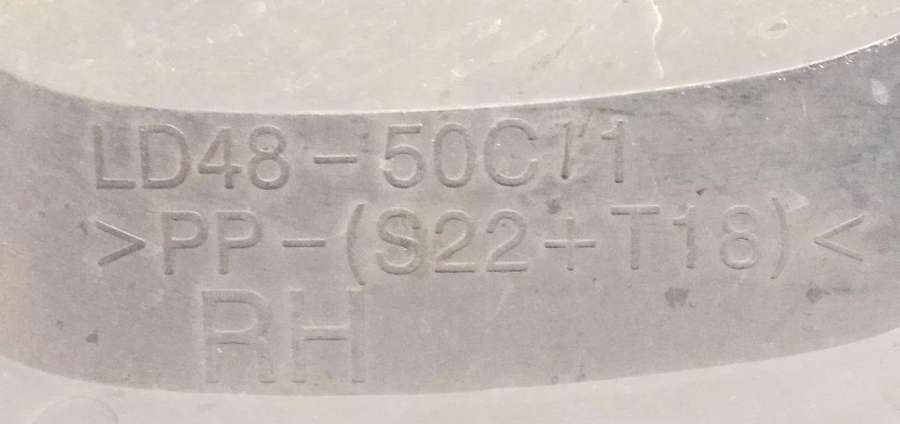 LD48-50C11
>PP-(S22+T18)<
RH